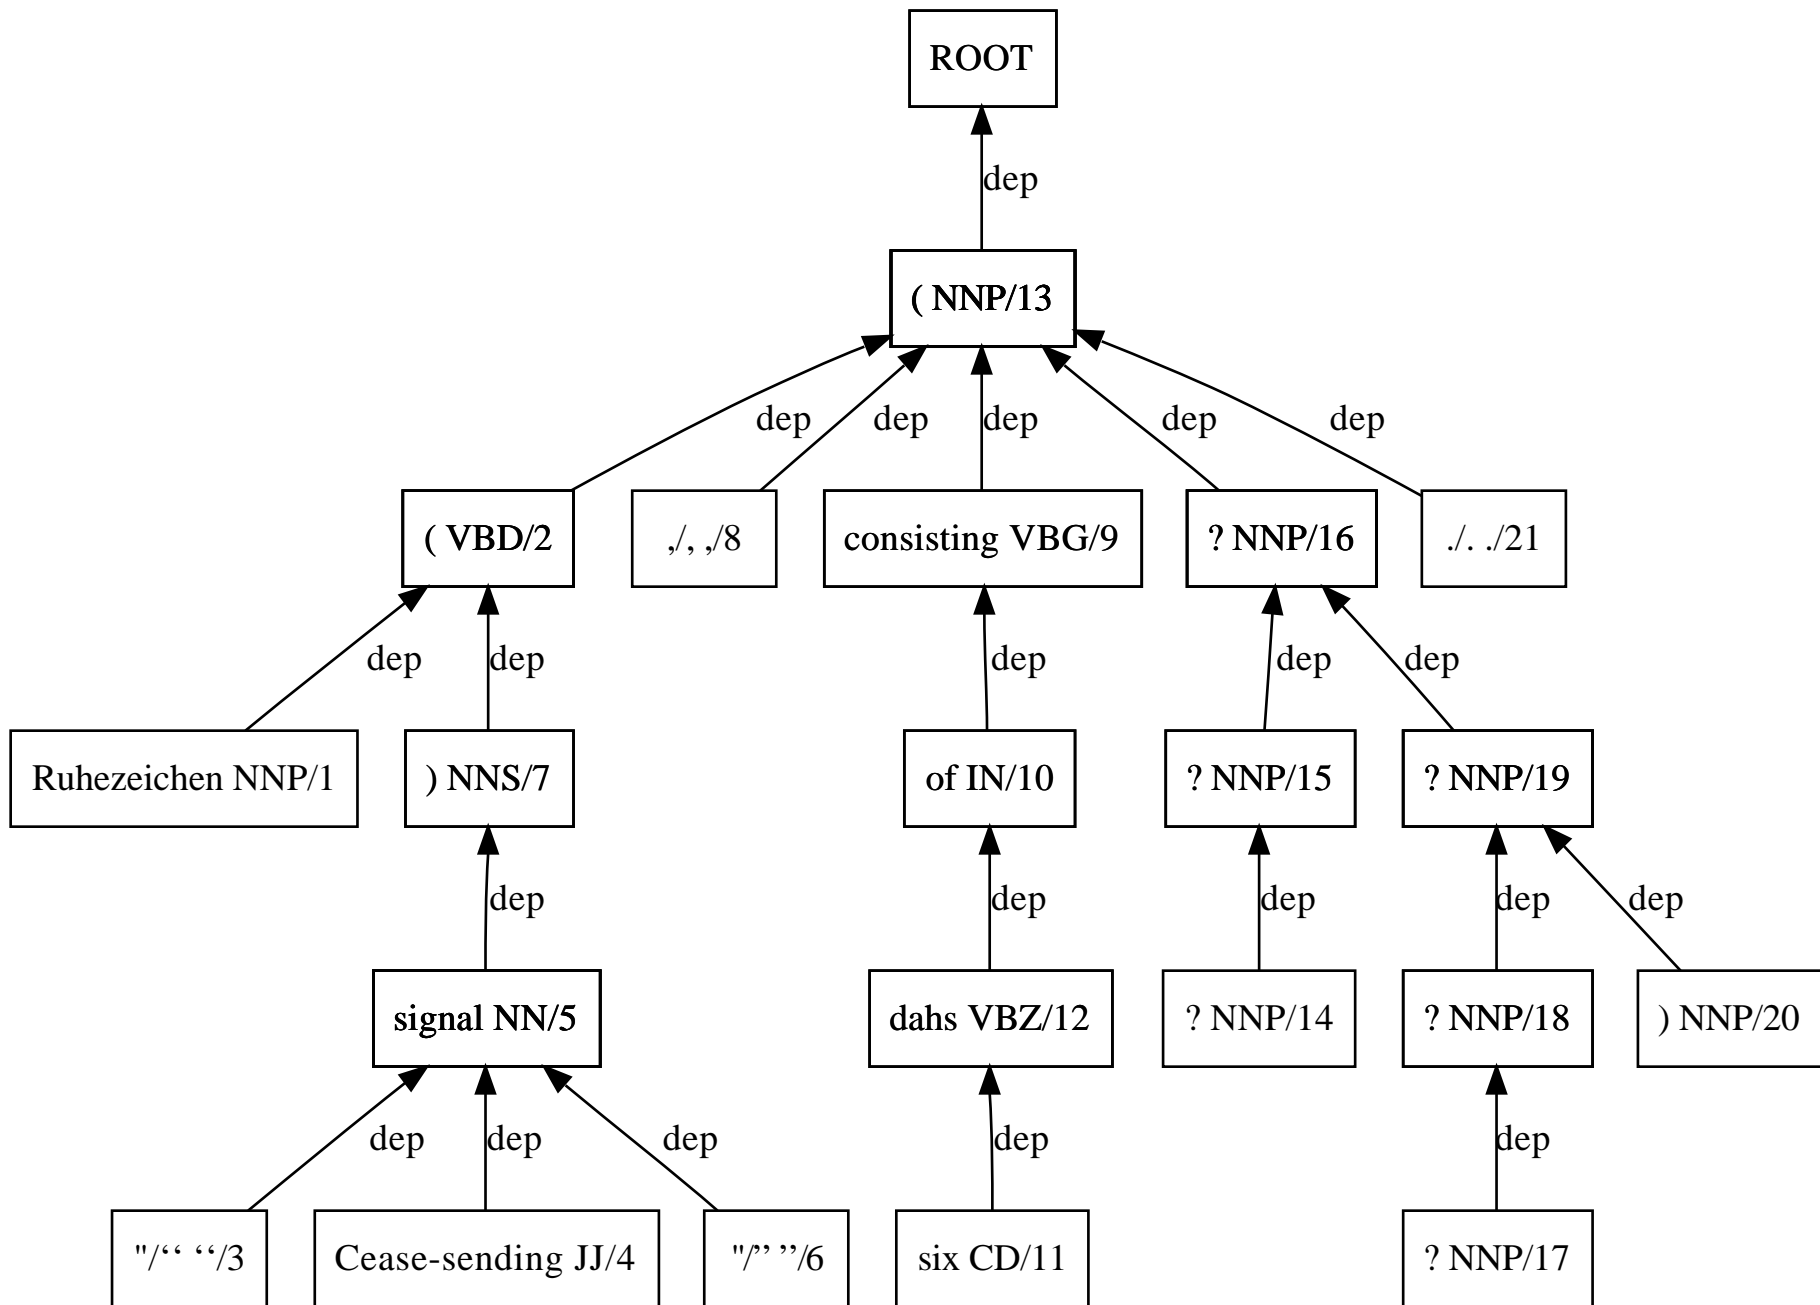 ROOT
dep
( NNP/13
dep dep dep dep dep
( VBD/2 ,/, ,/8 consisting VBG/9 ? NNP/16 ./. ./21
dep dep dep dep dep
Ruhezeichen NNP/1 ) NNS/7 of IN/10 ? NNP/15 ? NNP/19
dep dep dep dep dep
signal NN/5 dahs VBZ/12 ? NNP/14 ? NNP/18 ) NNP/20
dep dep dep dep dep
"/“ “/3 Cease-sending JJ/4 "/” ”/6 six CD/11 ? NNP/17